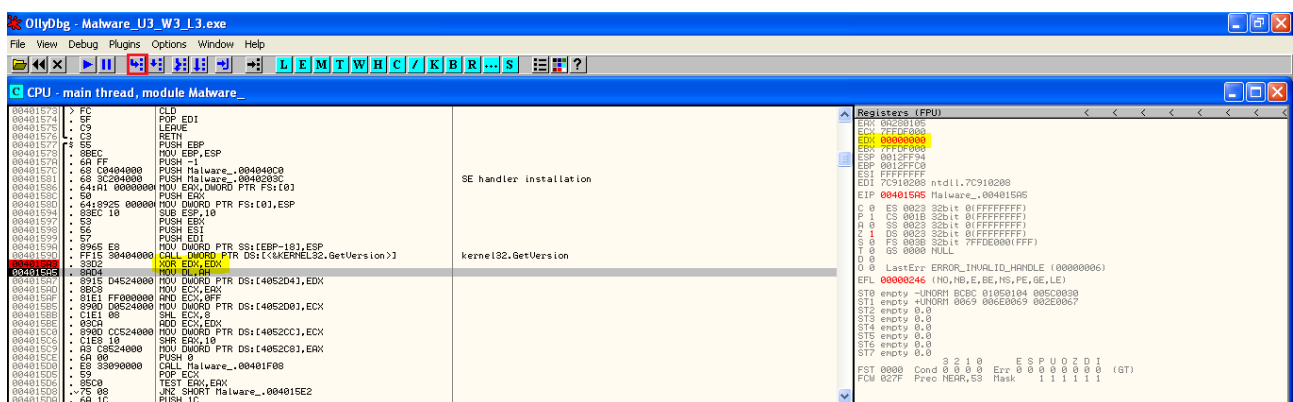 OllyDbg - Malware_U3_W3_L3.exe
File View Debug Plugins Options Window Help
L E M T W H C / K B R ... S ?
C CPU - main thread, module Malware_
00401573 > FC CLD
00401574 . 5F POP EDI
00401575 . C9 LEAVE
00401576 . C3 RETN
00401577 $ 55 PUSH EBP
00401578 . 8BEC MOV EBP,ESP
0040157A . 6A FF PUSH -1
0040157C . 68 C0404000 PUSH Malware_.004040C0
00401581 . 68 3C204000 PUSH Malware_.0040203C SE handler installation
00401586 . 64:A1 0000000 MOV EAX,DWORD PTR FS:[0]
0040158C . 50 PUSH EAX
0040158D . 64:8925 00000 MOV DWORD PTR FS:[0],ESP
00401594 . 83EC 10 SUB ESP,10
00401597 . 53 PUSH EBX
00401598 . 56 PUSH ESI
00401599 . 57 PUSH EDI
0040159A . 8965 E8 MOV DWORD PTR SS:[EBP-18],ESP
0040159D . FF15 30404000 CALL DWORD PTR DS:[<&KERNEL32.GetVersion>] kernel32.GetVersion
004015A3 . 33D2 XOR EDX,EDX
004015A5 . 8AD4 MOV DL,AH
004015A7 . 8915 D4524000 MOV DWORD PTR DS:[4052D4],EDX
004015AD . 8BC8 MOV ECX,EAX
004015AF . 81E1 FF000000 AND ECX,0FF
004015B5 . 890D D0524000 MOV DWORD PTR DS:[4052D0],ECX
004015BB . C1E1 08 SHL ECX,8
004015BE . 03CA ADD ECX,EDX
004015C0 . 890D CC524000 MOV DWORD PTR DS:[4052CC],ECX
004015C6 . C1E8 10 SHR EAX,10
004015C9 . A3 C8524000 MOV DWORD PTR DS:[4052C8],EAX
004015CE . 6A 00 PUSH 0
004015D0 . E8 33090000 CALL Malware_.00401F08
004015D5 . 59 POP ECX
004015D6 . 85C0 TEST EAX,EAX
004015D8 . 75 08 JNZ SHORT Malware_.004015E2
004015DA . 6A 1C PUSH 1C
Registers (FPU) < < < < < < <
EAX 0A280105
ECX 7FFDF000
EDX 00000000
EBX 7FFDF000
ESP 0012FF94
EBP 0012FFC0
ESI FFFFFFFF
EDI 7C910208 ntdll.7C910208
EIP 004015A5 Malware_.004015A5
C 0 ES 0023 32bit 0(FFFFFFFF)
P 1 CS 001B 32bit 0(FFFFFFFF)
A 0 SS 0023 32bit 0(FFFFFFFF)
Z 1 DS 0023 32bit 0(FFFFFFFF)
S 0 FS 003B 32bit 7FFDE000(FFF)
T 0 GS 0000 NULL
D 0
O 0 LastErr ERROR_INVALID_HANDLE (00000006)
EFL 00000246 (NO,NB,E,BE,NS,PE,GE,LE)
ST0 empty -UNORM BCBC 01050104 005C0030
ST1 empty +UNORM 0069 006E0069 002E0067
ST2 empty 0.0
ST3 empty 0.0
ST4 empty 0.0
ST5 empty 0.0
ST6 empty 0.0
ST7 empty 0.0
3 2 1 0 E S P U O Z D I
FST 0000 Cond 0 0 0 0 Err 0 0 0 0 0 0 0 0 (GT)
FCW 027F Prec NEAR,53 Mask 1 1 1 1 1 1